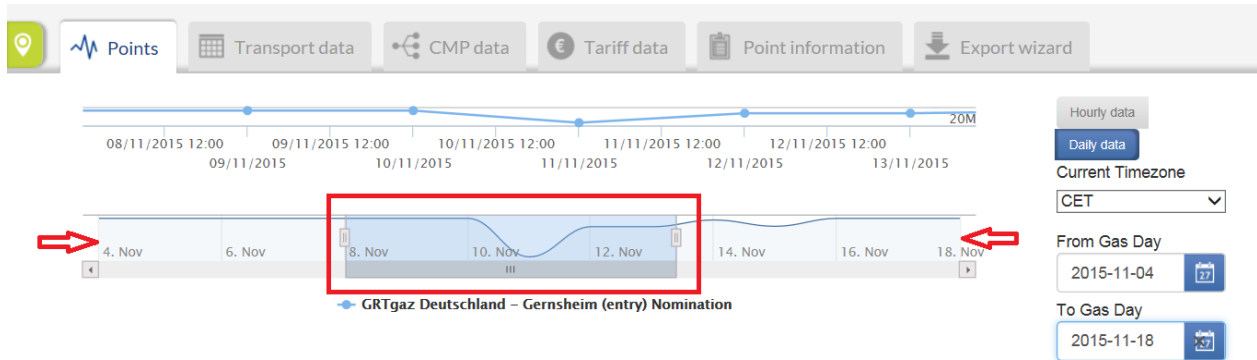 Points
Transport data
CMP data
€
Tariff data
Point information
Export wizard
20M
08/11/2015 12:00 09/11/2015 12:00 10/11/2015 12:00 11/11/2015 12:00 12/11/2015 12:00
09/11/2015 10/11/2015 11/11/2015 12/11/2015 13/11/2015
4. Nov 6. Nov 8. Nov 10. Nov 12. Nov 14. Nov 16. Nov 18. Nov
GRTgaz Deutschland – Gernsheim (entry) Nomination
Hourly data
Daily data
Current Timezone
CET
From Gas Day
2015-11-04
27
To Gas Day
2015-11-18